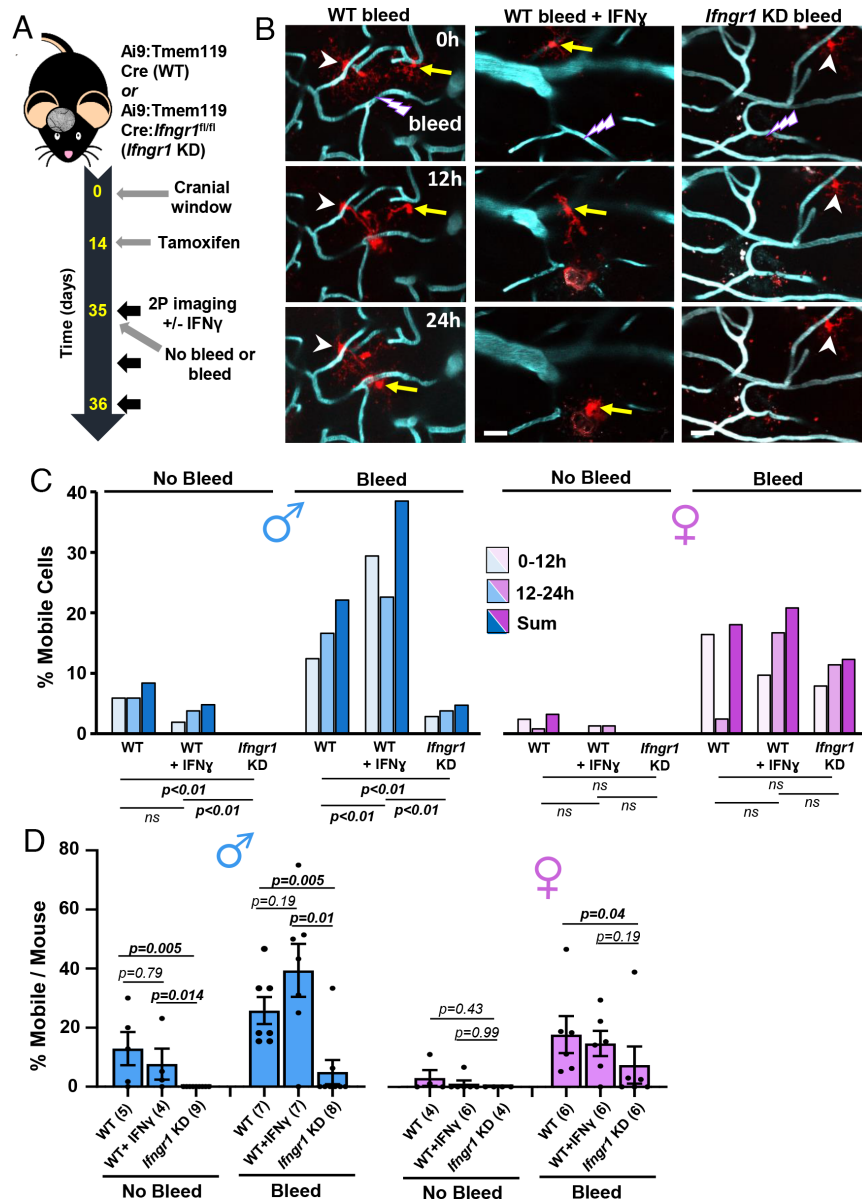 A
Ai9:Tmem119
Cre (WT)
or
Ai9:Tmem119
Cre:Ifngr1fl/fl
(Ifngr1 KD)
Time (days)
0
Cranial
window
14
Tamoxifen
35
2P imaging
+/- IFNɣ
No bleed or
bleed
36
B
WT bleed
WT bleed + IFNɣ
Ifngr1 KD bleed
0h
bleed
12h
24h
C
No Bleed
Bleed
No Bleed
Bleed
% Mobile Cells
40
30
20
10
0
0-12h
12-24h
Sum
WT
WT
+ IFNɣ
Ifngr1
KD
WT
WT
+ IFNɣ
Ifngr1
KD
WT
WT
+ IFNɣ
Ifngr1
KD
WT
WT
+ IFNɣ
Ifngr1
KD
p<0.01
ns
p<0.01
p<0.01
p<0.01
p<0.01
ns
ns
ns
ns
ns
ns
D
% Mobile / Mouse
80
60
40
20
0
p=0.005
p=0.79
p=0.014
p=0.005
p=0.19
p=0.01
p=0.43
p=0.99
p=0.04
p=0.19
WT (5)
WT+ IFNγ (4)
Ifngr1 KD (9)
WT (7)
WT+IFNγ (7)
Ifngr1 KD (8)
WT (4)
WT+IFNγ (6)
Ifngr1 KD (4)
WT (6)
WT+IFNγ (6)
Ifngr1 KD (6)
No Bleed
Bleed
No Bleed
Bleed